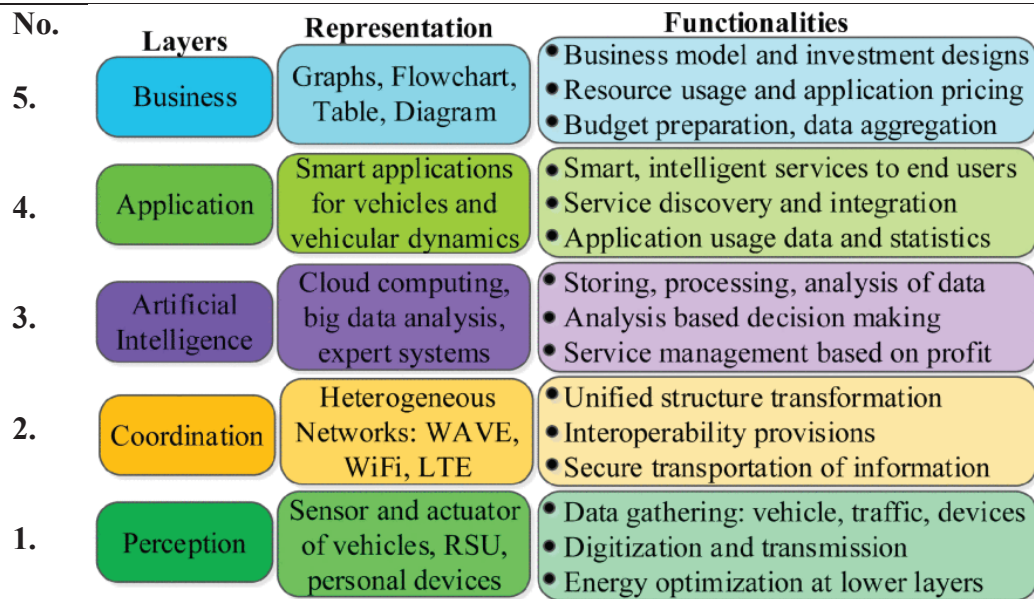 No.
Layers
Representation
Functionalities
5.
Business
Graphs, Flowchart,
Table, Diagram
• Business model and investment designs
• Resource usage and application pricing
• Budget preparation, data aggregation
4.
Application
Smart applications
for vehicles and
vehicular dynamics
• Smart, intelligent services to end users
• Service discovery and integration
• Application usage data and statistics
3.
Artificial
Intelligence
Cloud computing,
big data analysis,
expert systems
• Storing, processing, analysis of data
• Analysis based decision making
• Service management based on profit
2.
Coordination
Heterogeneous
Networks: WAVE,
WiFi, LTE
• Unified structure transformation
• Interoperability provisions
• Secure transportation of information
1.
Perception
Sensor and actuator
of vehicles, RSU,
personal devices
• Data gathering: vehicle, traffic, devices
• Digitization and transmission
• Energy optimization at lower layers